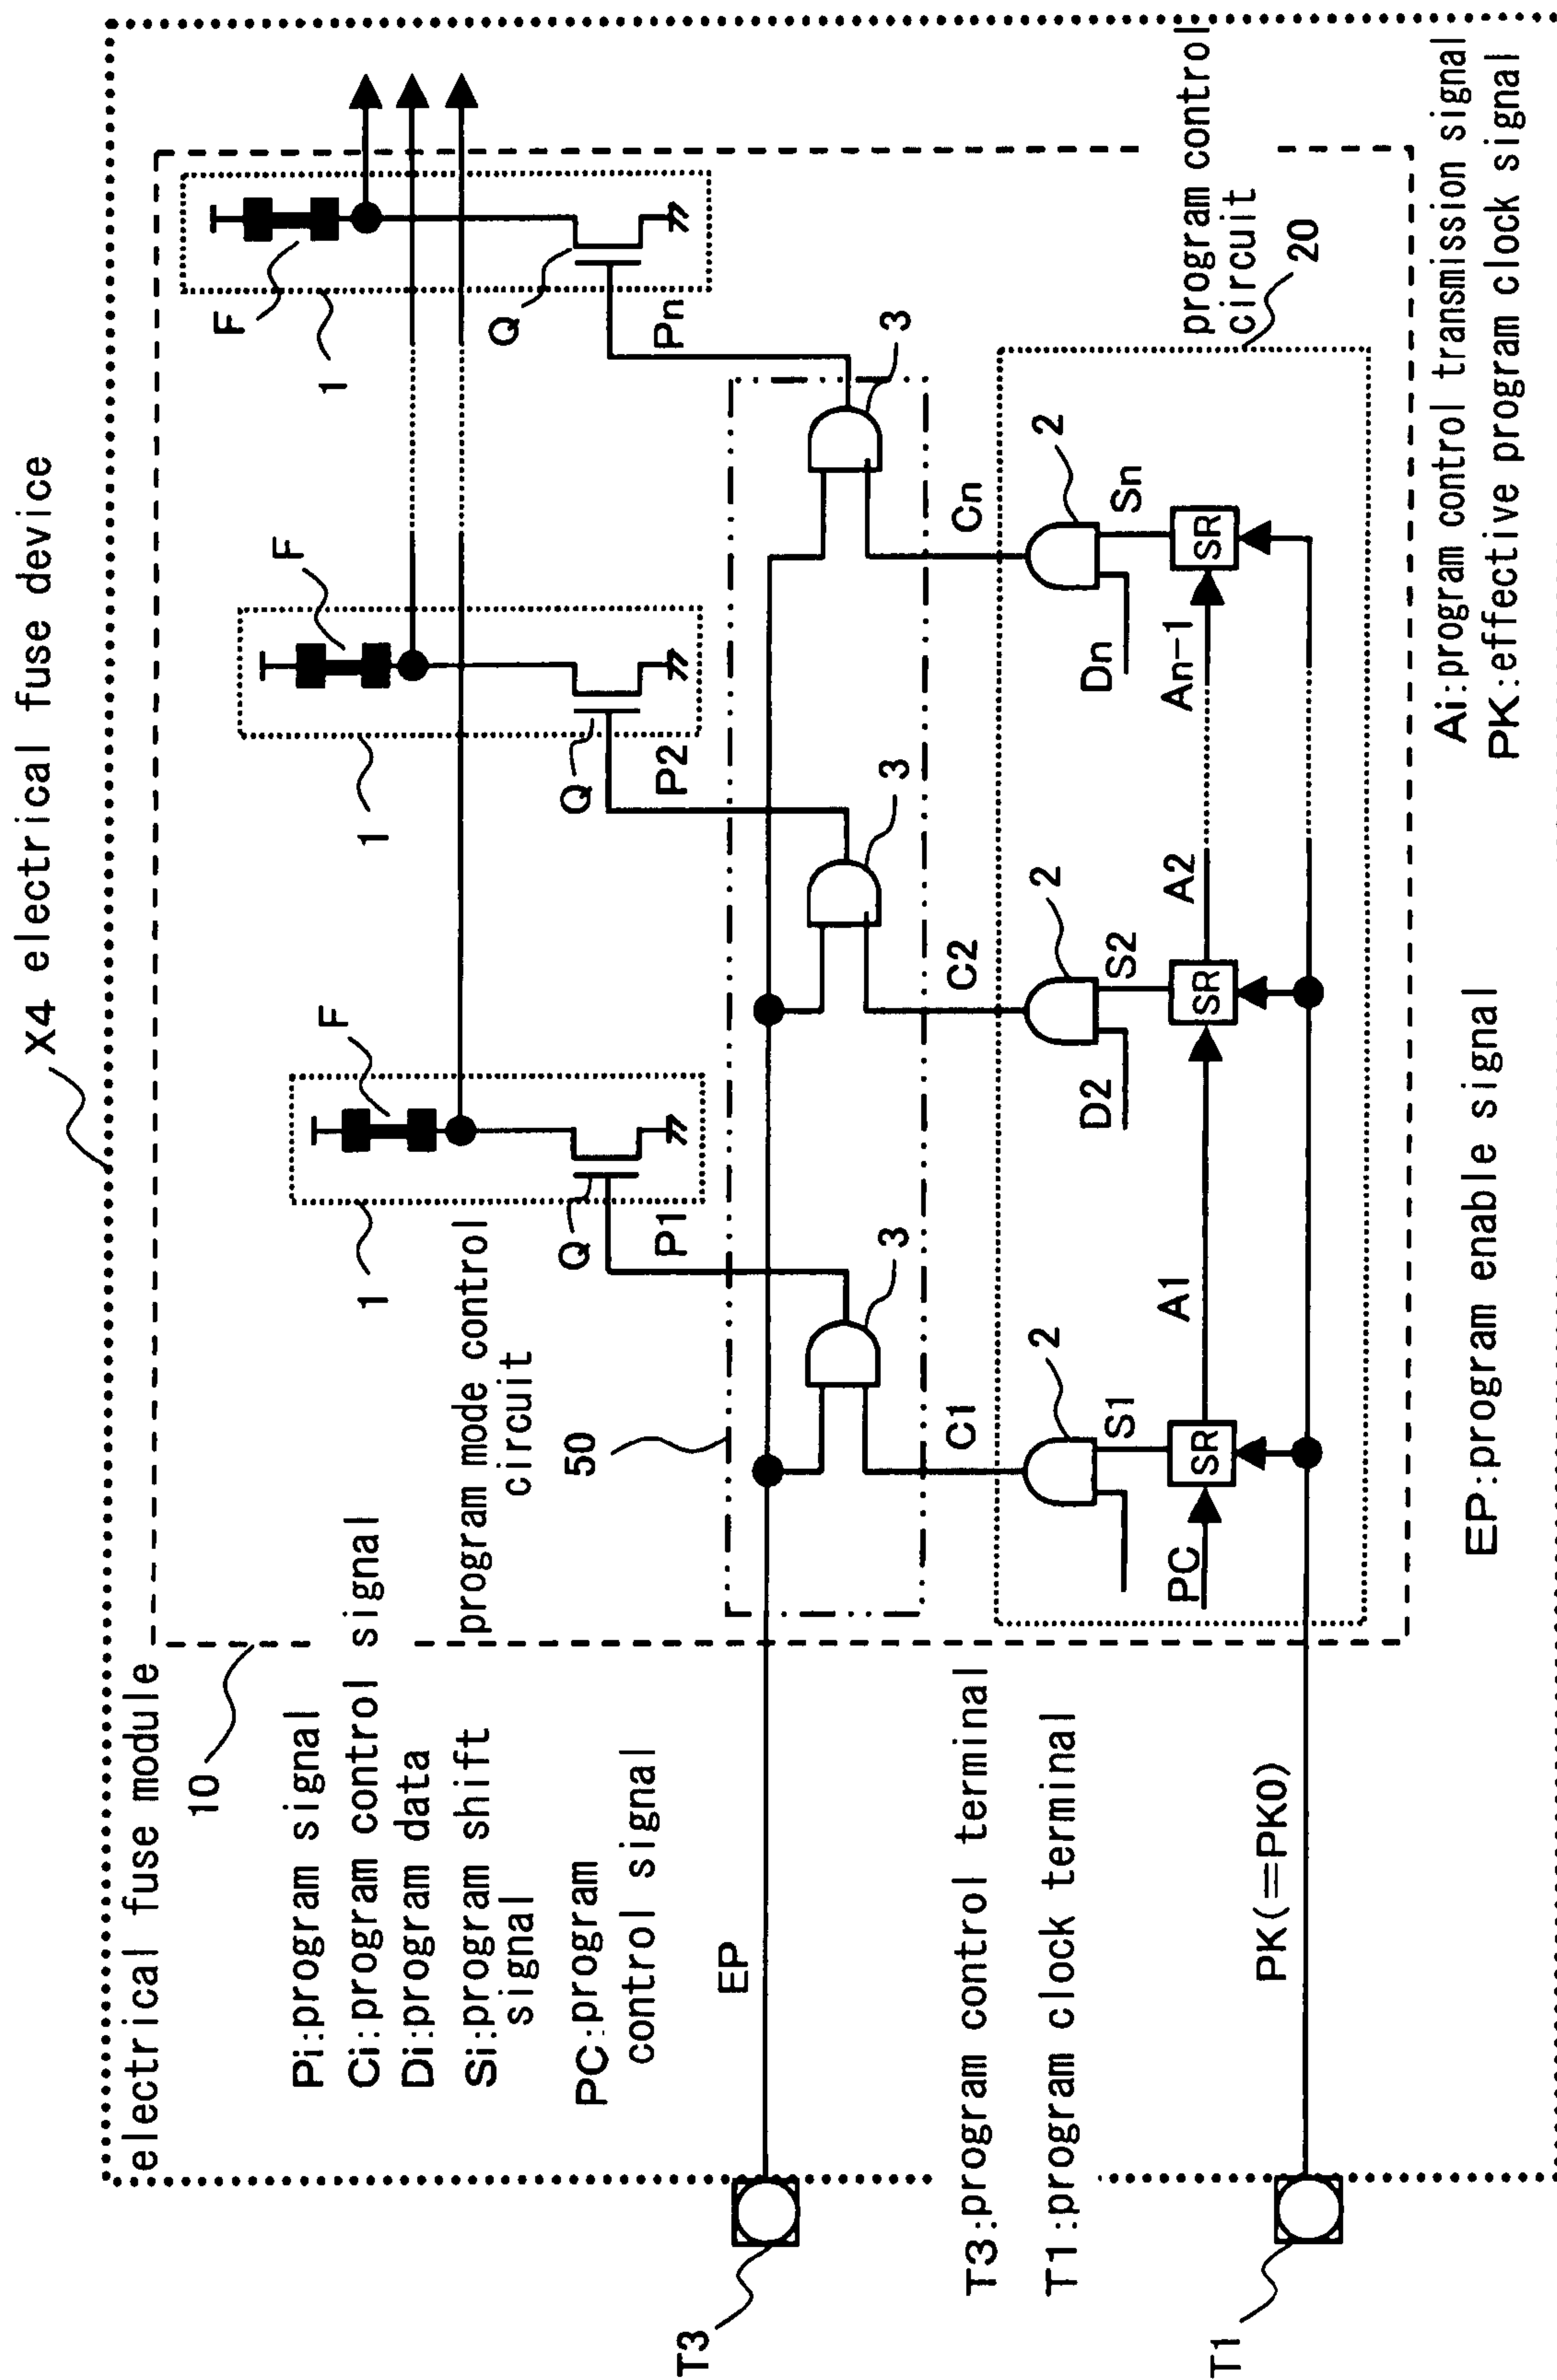 X4 electrical fuse device
electrical fuse module
10
Pi:program signal
Ci:program control signal
Di:program data
Si:program shift
signal
PC:program
control signal
program mode control
circuit
50
F
F
F
1
1
1
Q
Q
Q
P1
P2
Pn
EP
3
3
3
T3
T3:program control terminal
T1:program clock terminal
C1
C2
Cn
2
2
2
S1
S2
Sn
D2
Dn
PC
SR
A1
SR
A2
An-1
SR
program control
circuit
20
PK(=PK0)
T1
EP:program enable signal
Ai:program control transmission signal
PK:effective program clock signal